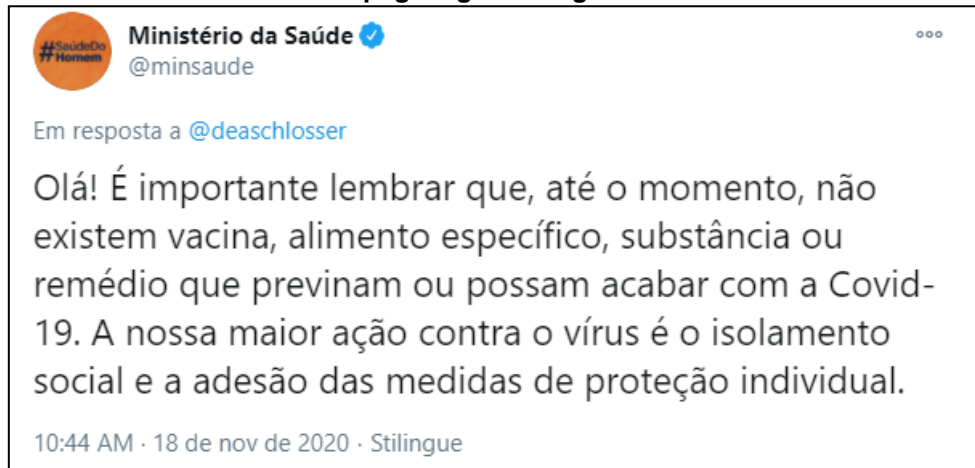 #SaúdeDo
Homem
Ministério da Saúde
@minsaude
Em resposta a @deaschlosser
Olá! É importante lembrar que, até o momento, não
existem vacina, alimento específico, substância ou
remédio que previnam ou possam acabar com a Covid-
19. A nossa maior ação contra o vírus é o isolamento
social e a adesão das medidas de proteção individual.
10:44 AM · 18 de nov de 2020 · Stilingue